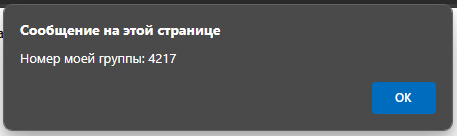 Сообщение на этой странице
Номер моей группы: 4217
OK